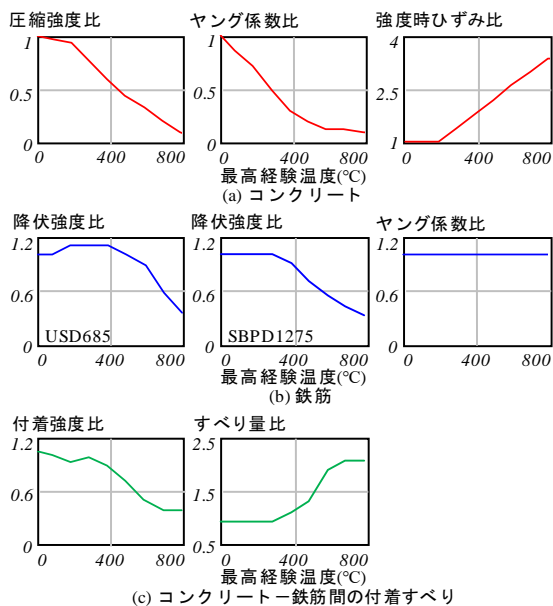 圧縮強度比 ヤング係数比 強度時ひずみ比
1 1 4
0.5 0.5 2.5
0 0 1
0 400 800 0 400 800 0 400 800
最高経験温度(℃)
(a) コンクリート
降伏強度比 降伏強度比 ヤング係数比
1.2 1.2 1.2
0.6 0.6 0.6
USD685 SBPD1275
0 0 0
0 400 800 0 400 800 0 400 800
最高経験温度(℃)
(b) 鉄筋
付着強度比 すべり量比
1.2 2.5
0.6 1.5
0 0.5
0 400 800 0 400 800
最高経験温度(℃)
(c) コンクリート－鉄筋間の付着すべり